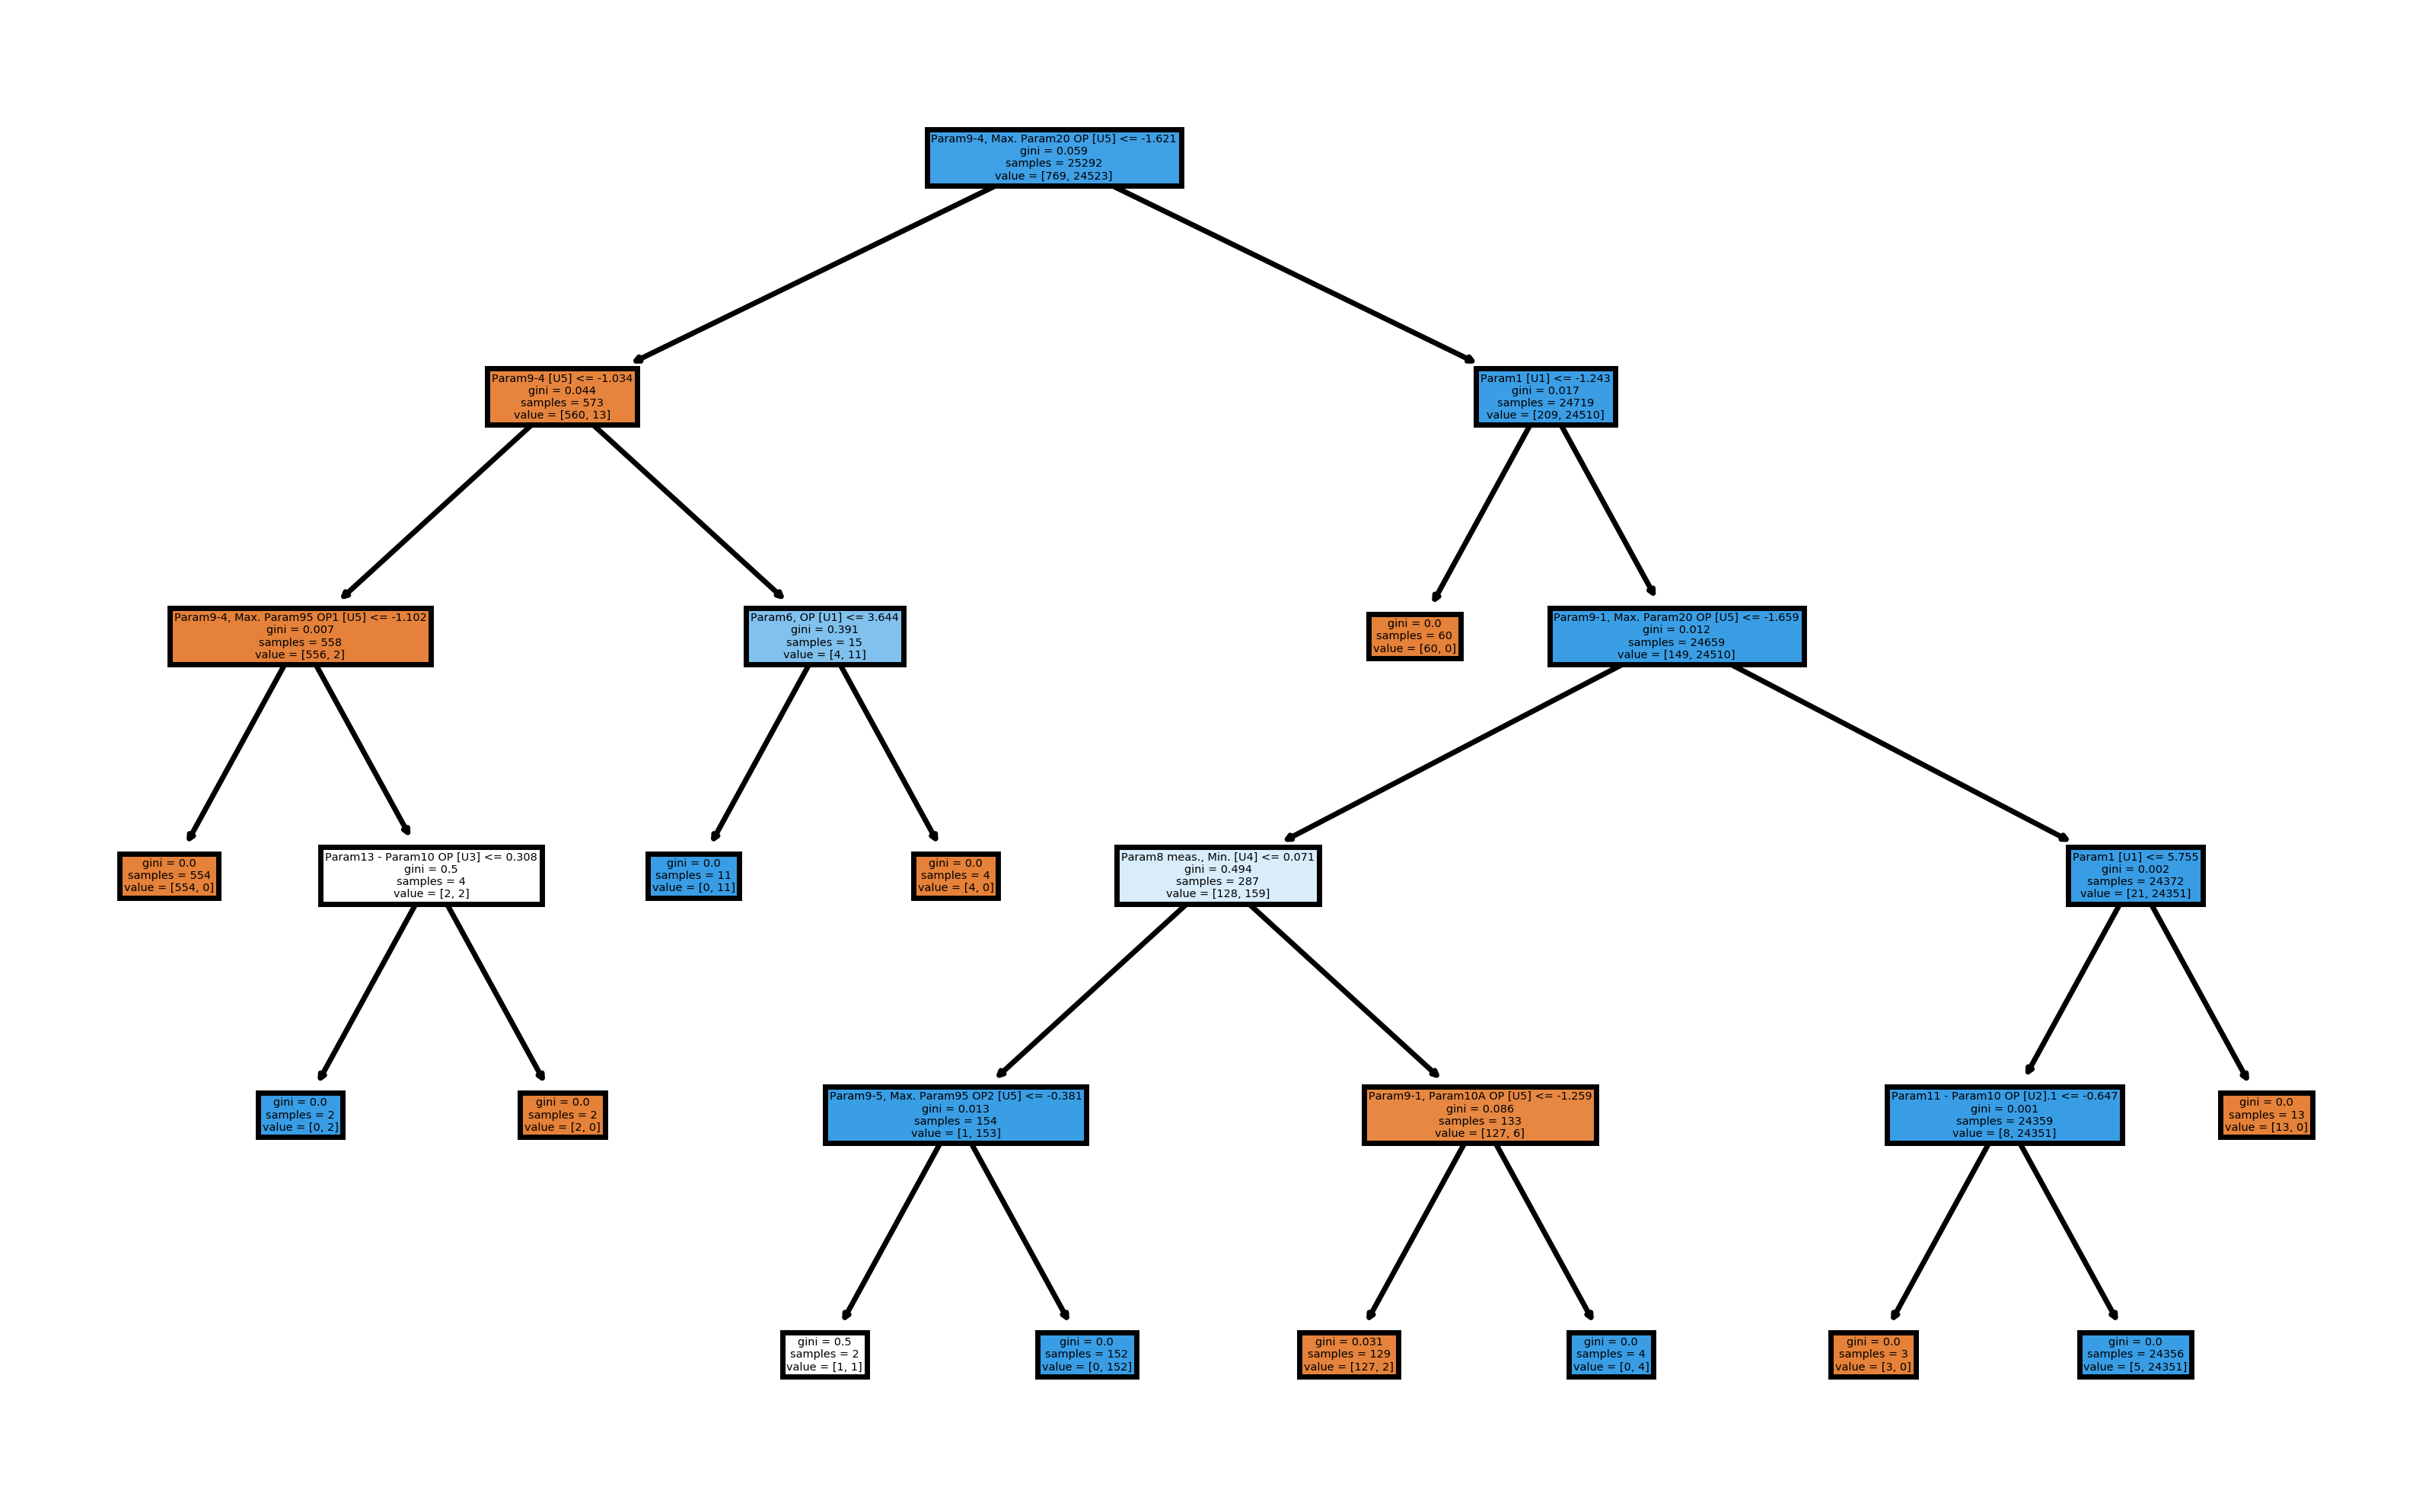 Param9-4, Max. Param20 OP [U5] <= -1.621
gini = 0.059
samples = 25292
value = [769, 24523]
Param9-4 [U5] <= -1.034
gini = 0.044
samples = 573
value = [560, 13]
Param1 [U1] <= -1.243
gini = 0.017
samples = 24719
value = [209, 24510]
Param9-4, Max. Param95 OP1 [U5] <= -1.102
gini = 0.007
samples = 558
value = [556, 2]
Param6, OP [U1] <= 3.644
gini = 0.391
samples = 15
value = [4, 11]
gini = 0.0
samples = 60
value = [60, 0]
Param9-1, Max. Param20 OP [U5] <= -1.659
gini = 0.012
samples = 24659
value = [149, 24510]
gini = 0.0
samples = 554
value = [554, 0]
Param13 - Param10 OP [U3] <= 0.308
gini = 0.5
samples = 4
value = [2, 2]
gini = 0.0
samples = 11
value = [0, 11]
gini = 0.0
samples = 4
value = [4, 0]
Param8 meas., Min. [U4] <= 0.071
gini = 0.494
samples = 287
value = [128, 159]
Param1 [U1] <= 5.755
gini = 0.002
samples = 24372
value = [21, 24351]
gini = 0.0
samples = 2
value = [0, 2]
gini = 0.0
samples = 2
value = [2, 0]
Param9-5, Max. Param95 OP2 [U5] <= -0.381
gini = 0.013
samples = 154
value = [1, 153]
Param9-1, Param10A OP [U5] <= -1.259
gini = 0.086
samples = 133
value = [127, 6]
Param11 - Param10 OP [U2].1 <= -0.647
gini = 0.001
samples = 24359
value = [8, 24351]
gini = 0.0
samples = 13
value = [13, 0]
gini = 0.5
samples = 2
value = [1, 1]
gini = 0.0
samples = 152
value = [0, 152]
gini = 0.031
samples = 129
value = [127, 2]
gini = 0.0
samples = 4
value = [0, 4]
gini = 0.0
samples = 3
value = [3, 0]
gini = 0.0
samples = 24356
value = [5, 24351]